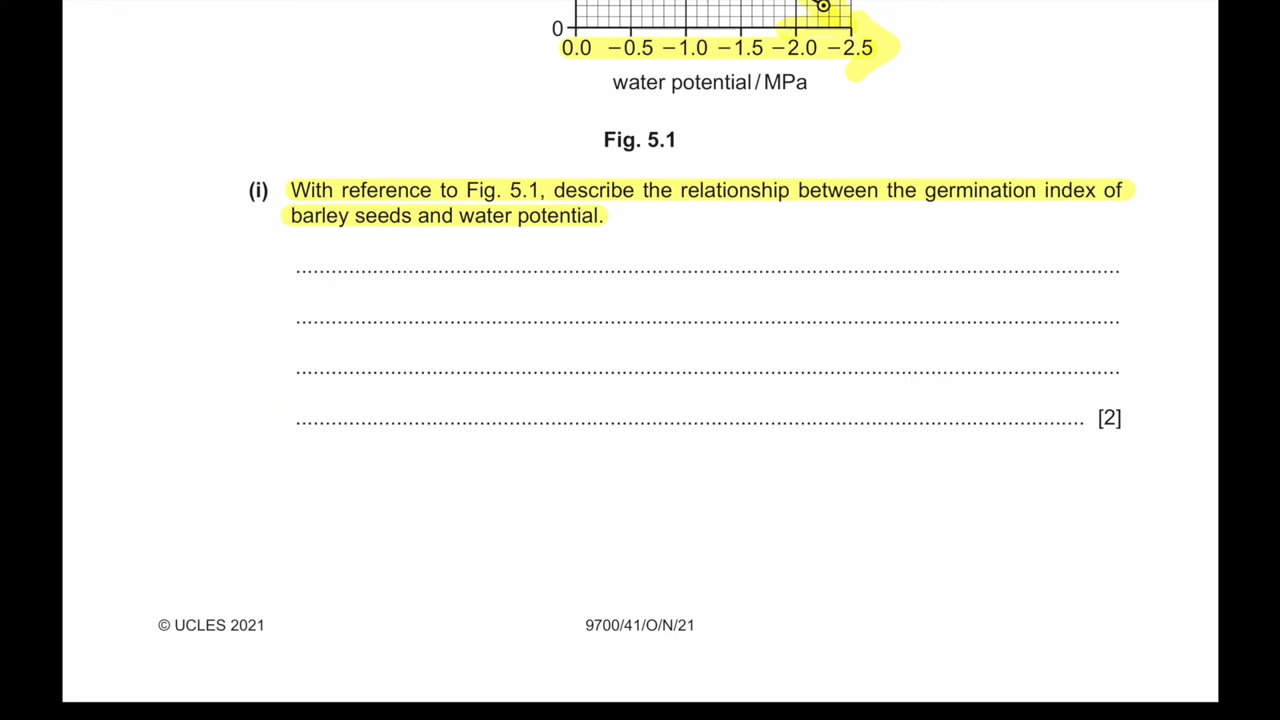 0
0.0 −0.5 −1.0 −1.5 −2.0 −2.5
water potential / MPa
Fig. 5.1
(i) With reference to Fig. 5.1, describe the relationship between the germination index of
barley seeds and water potential.
........................................................................................................................................
........................................................................................................................................
........................................................................................................................................
.................................................................................................................................. [2]
© UCLES 2021 9700/41/O/N/21